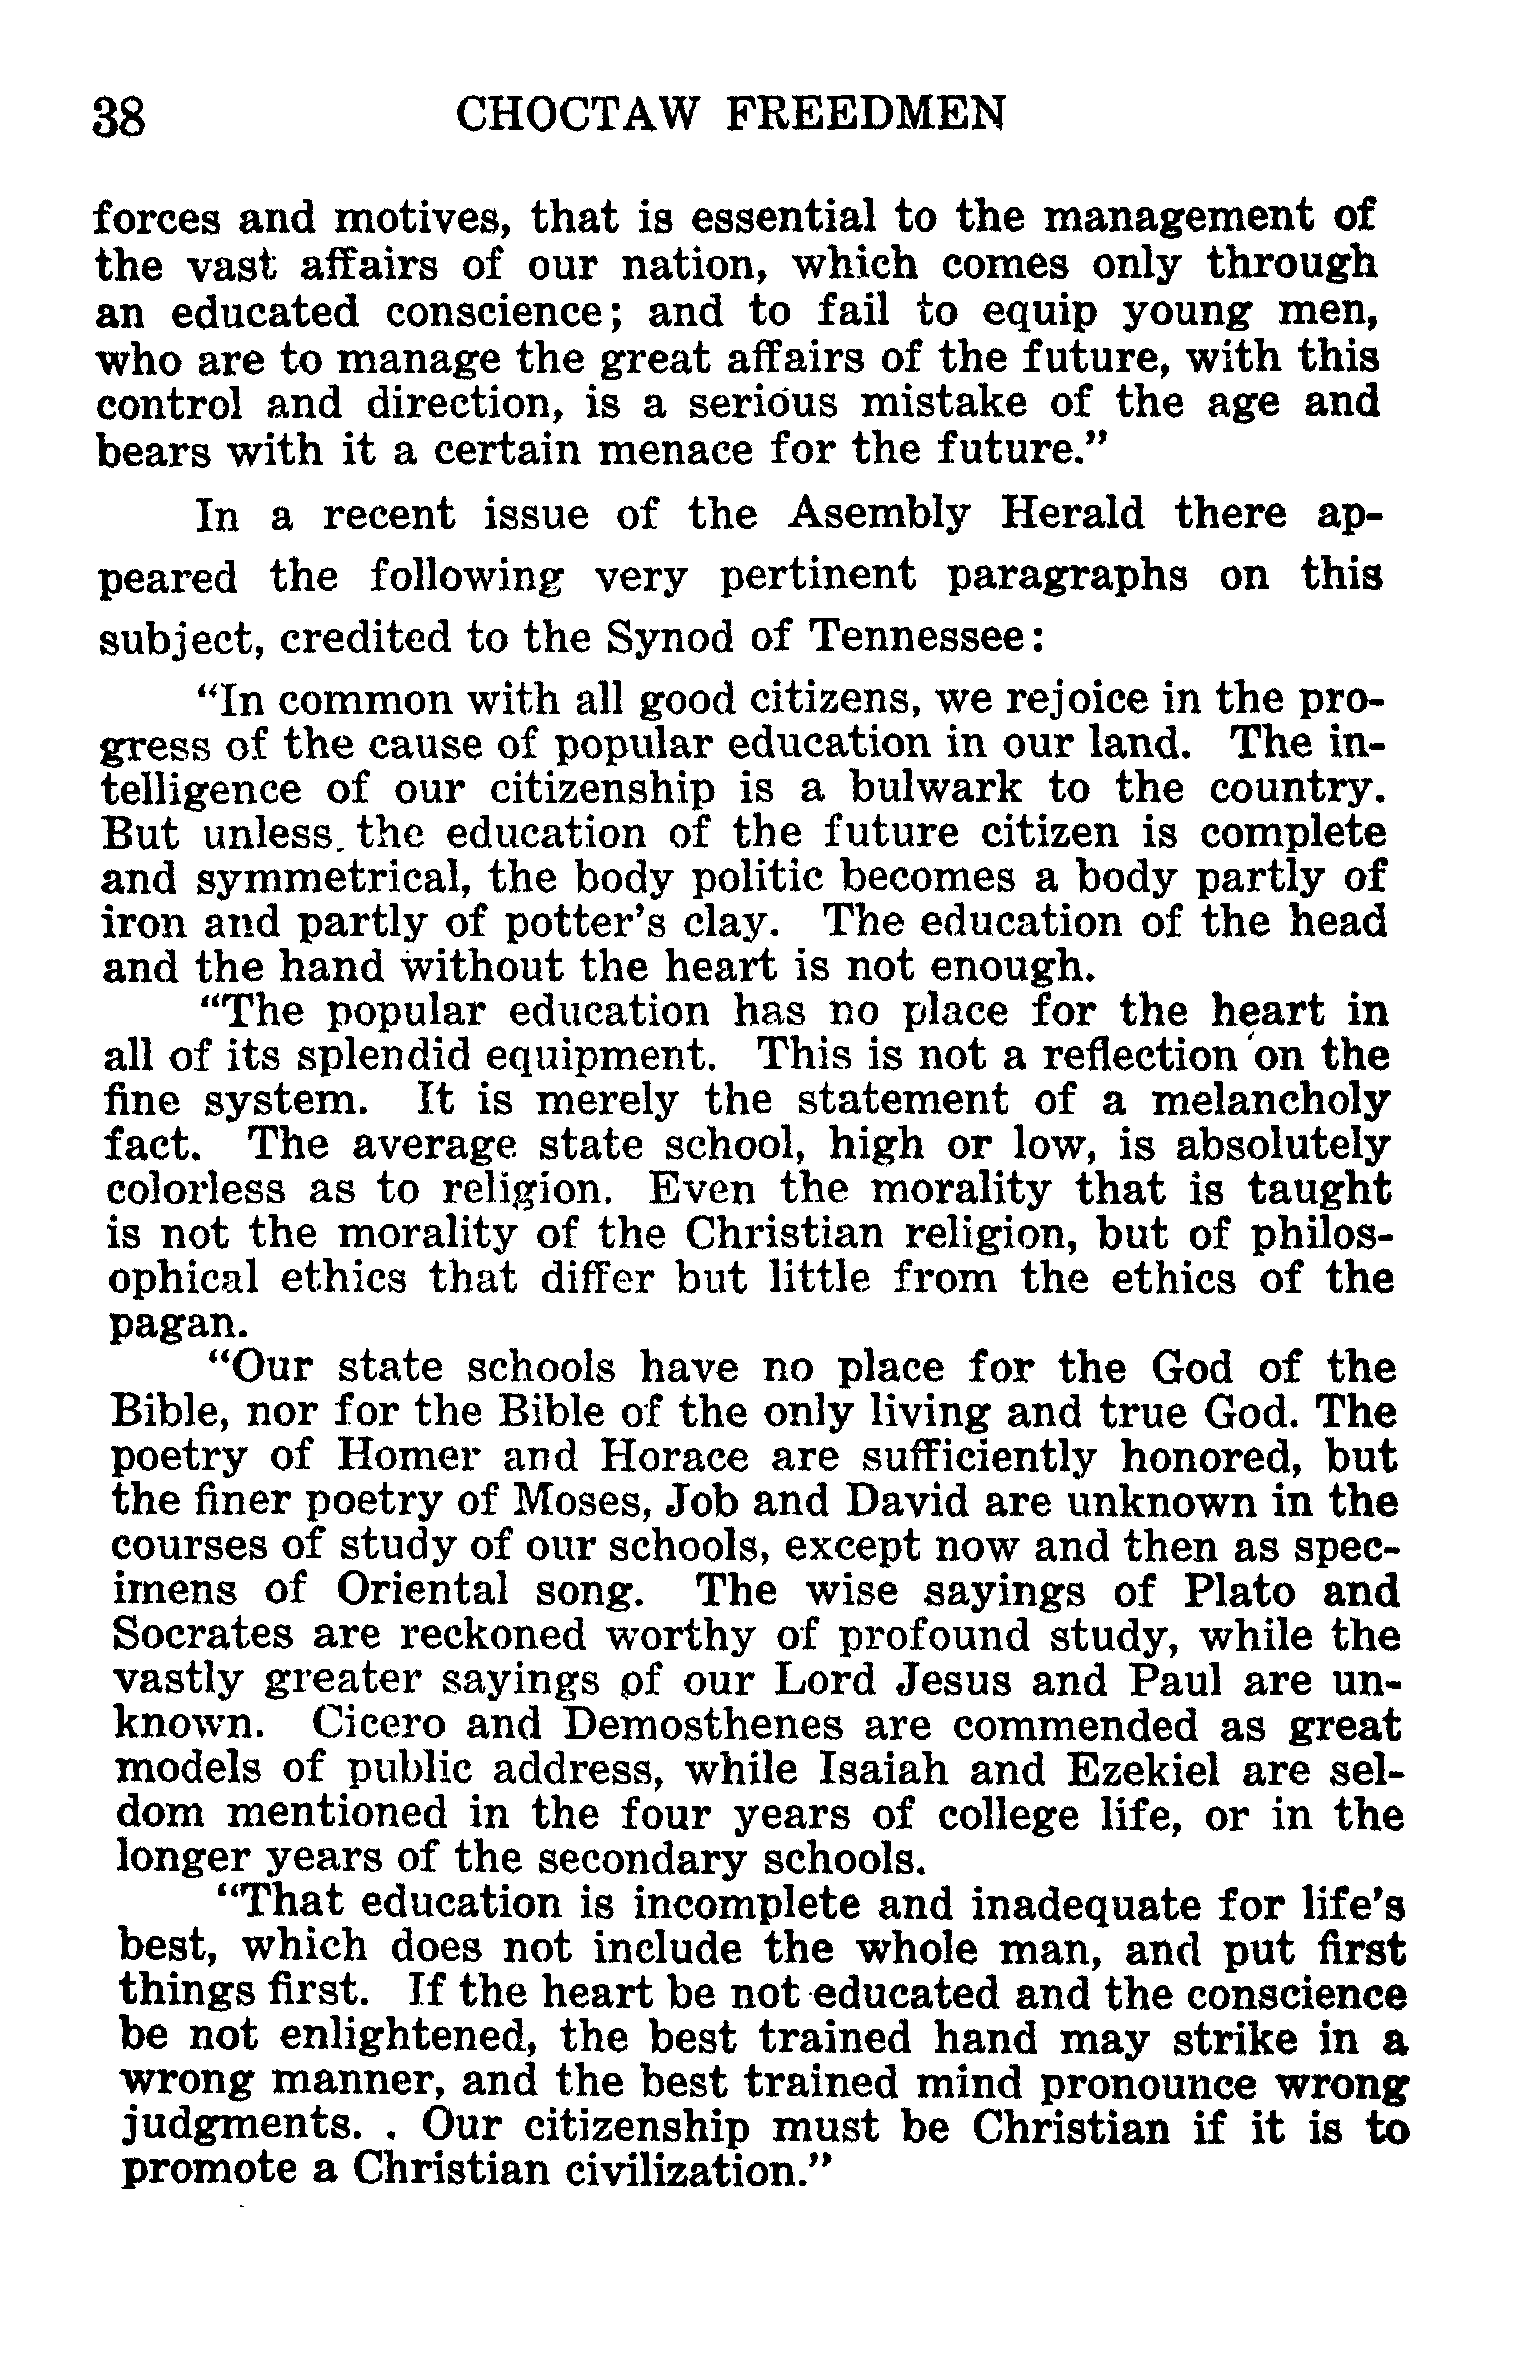 38 CHOCTAW FREEDMEN
forces and motives, that is essential to the management of
the vast affairs of our nation, which comes only through
an educated conscience; and to fail to equip young men,
who are to manage the great affairs of the future, with this
control and direction, is a serious mistake of the age and
bears with it a certain menace for the future."
In a recent issue of the Asembly Herald there ap-
peared the following very pertinent paragraphs on this
subject, credited to the Synod of Tennessee:
"In common with all good citizens, we rejoice in the pro-
gress of the cause of popular education in our land. The in-
telligence of our citizenship is a bulwark to the country.
But unless the education of the future citizen is complete
and symmetrical, the body politic becomes a body partly of
iron and partly of potter's clay. The education of the head
and the hand without the heart is not enough.
"The popular education has no place for the heart in
all of its splendid equipment. This is not a reflection on the
fine system. It is merely the statement of a melancholy
fact. The average state school, high or low, is absolutely
colorless as to religion. Even the morality that is taught
is not the morality of the Christian religion, but of philos-
ophical ethics that differ but little from the ethics of the
pagan.
"Our state schools have no place for the God of the
Bible, nor for the Bible of the only living and true God. The
poetry of Homer and Horace are sufficiently honored, but
the finer poetry of Moses, Job and David are unknown in the
courses of study of our schools, except now and then as spec-
imens of Oriental song. The wise sayings of Plato and
Socrates are reckoned worthy of profound study, while the
vastly greater sayings of our Lord Jesus and Paul are un-
known. Cicero and Demosthenes are commended as great
models of public address, while Isaiah and Ezekiel are sel-
dom mentioned in the four years of college life, or in the
longer years of the secondary schools.
"That education is incomplete and inadequate for life's
best, which does not include the whole man, and put first
things first. If the heart be not educated and the conscience
be not enlightened, the best trained hand may strike in a
wrong manner, and the best trained mind pronounce wrong
judgments. . Our citizenship must be Christian if it is to
promote a Christian civilization."